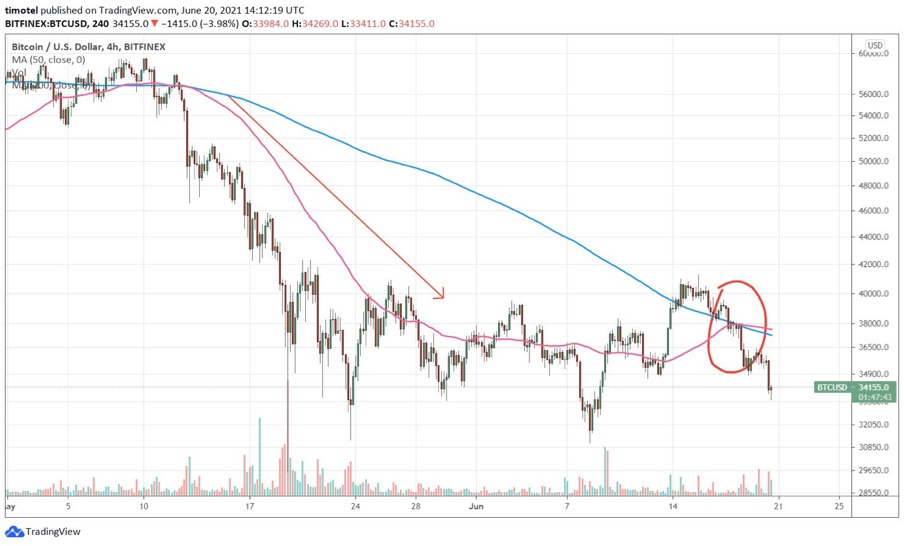 timotel published on TradingView.com, June 20, 2021 14:12:19 UTC
BITFINEX:BTCUSD, 240 34155.0 ▼ −1415.0 (−3.98%) O:33984.0 H:34269.0 L:33411.0 C:34155.0
Bitcoin / U.S. Dollar, 4h, BITFINEX
MA (50, close, 0)
Vol
USD
56000.0
54000.0
52000.0
50000.0
48000.0
46000.0
44000.0
42000.0
40000.0
38000.0
36500.0
34900.0
BTCUSD 34155.0
01:47:43
32050.0
30850.0
29650.0
28550.0
5 10 17 24 28 Jun 7 14 21 25
TradingView